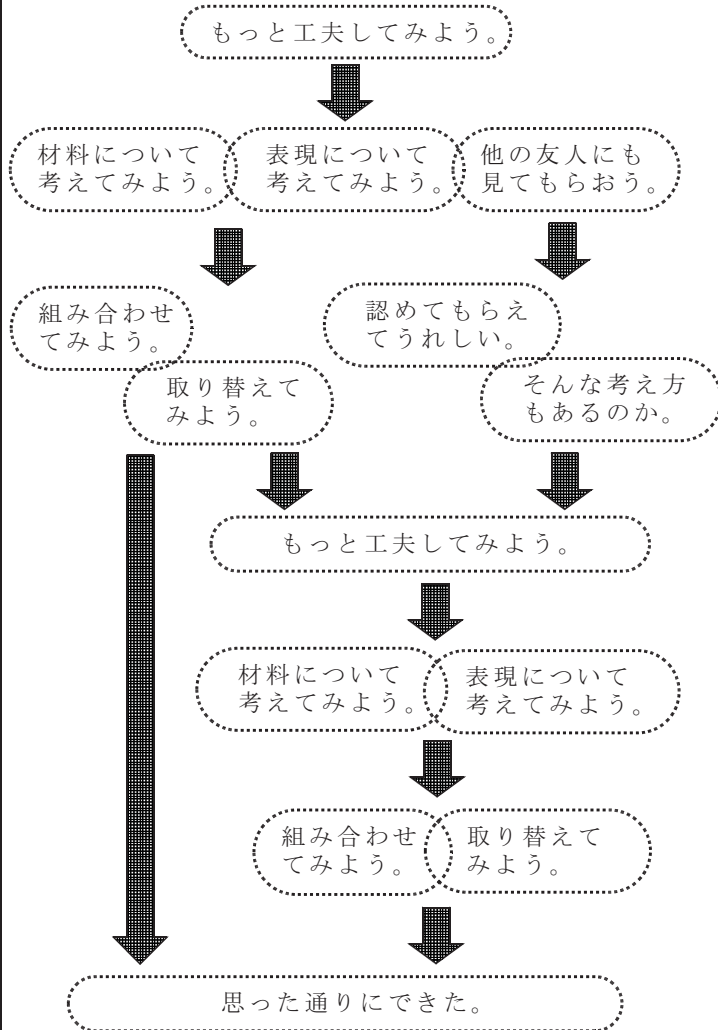 もっと工夫してみよう。
材料について
考えてみよう。
表現について
考えてみよう。
他の友人にも
見てもらおう。
組み合わせ
てみよう。
取り替えて
みよう。
認めてもらえ
てうれしい。
そんな考え方
もあるのか。
もっと工夫してみよう。
材料について
考えてみよう。
表現について
考えてみよう。
組み合わせ
てみよう。
取り替えて
みよう。
思った通りにできた。